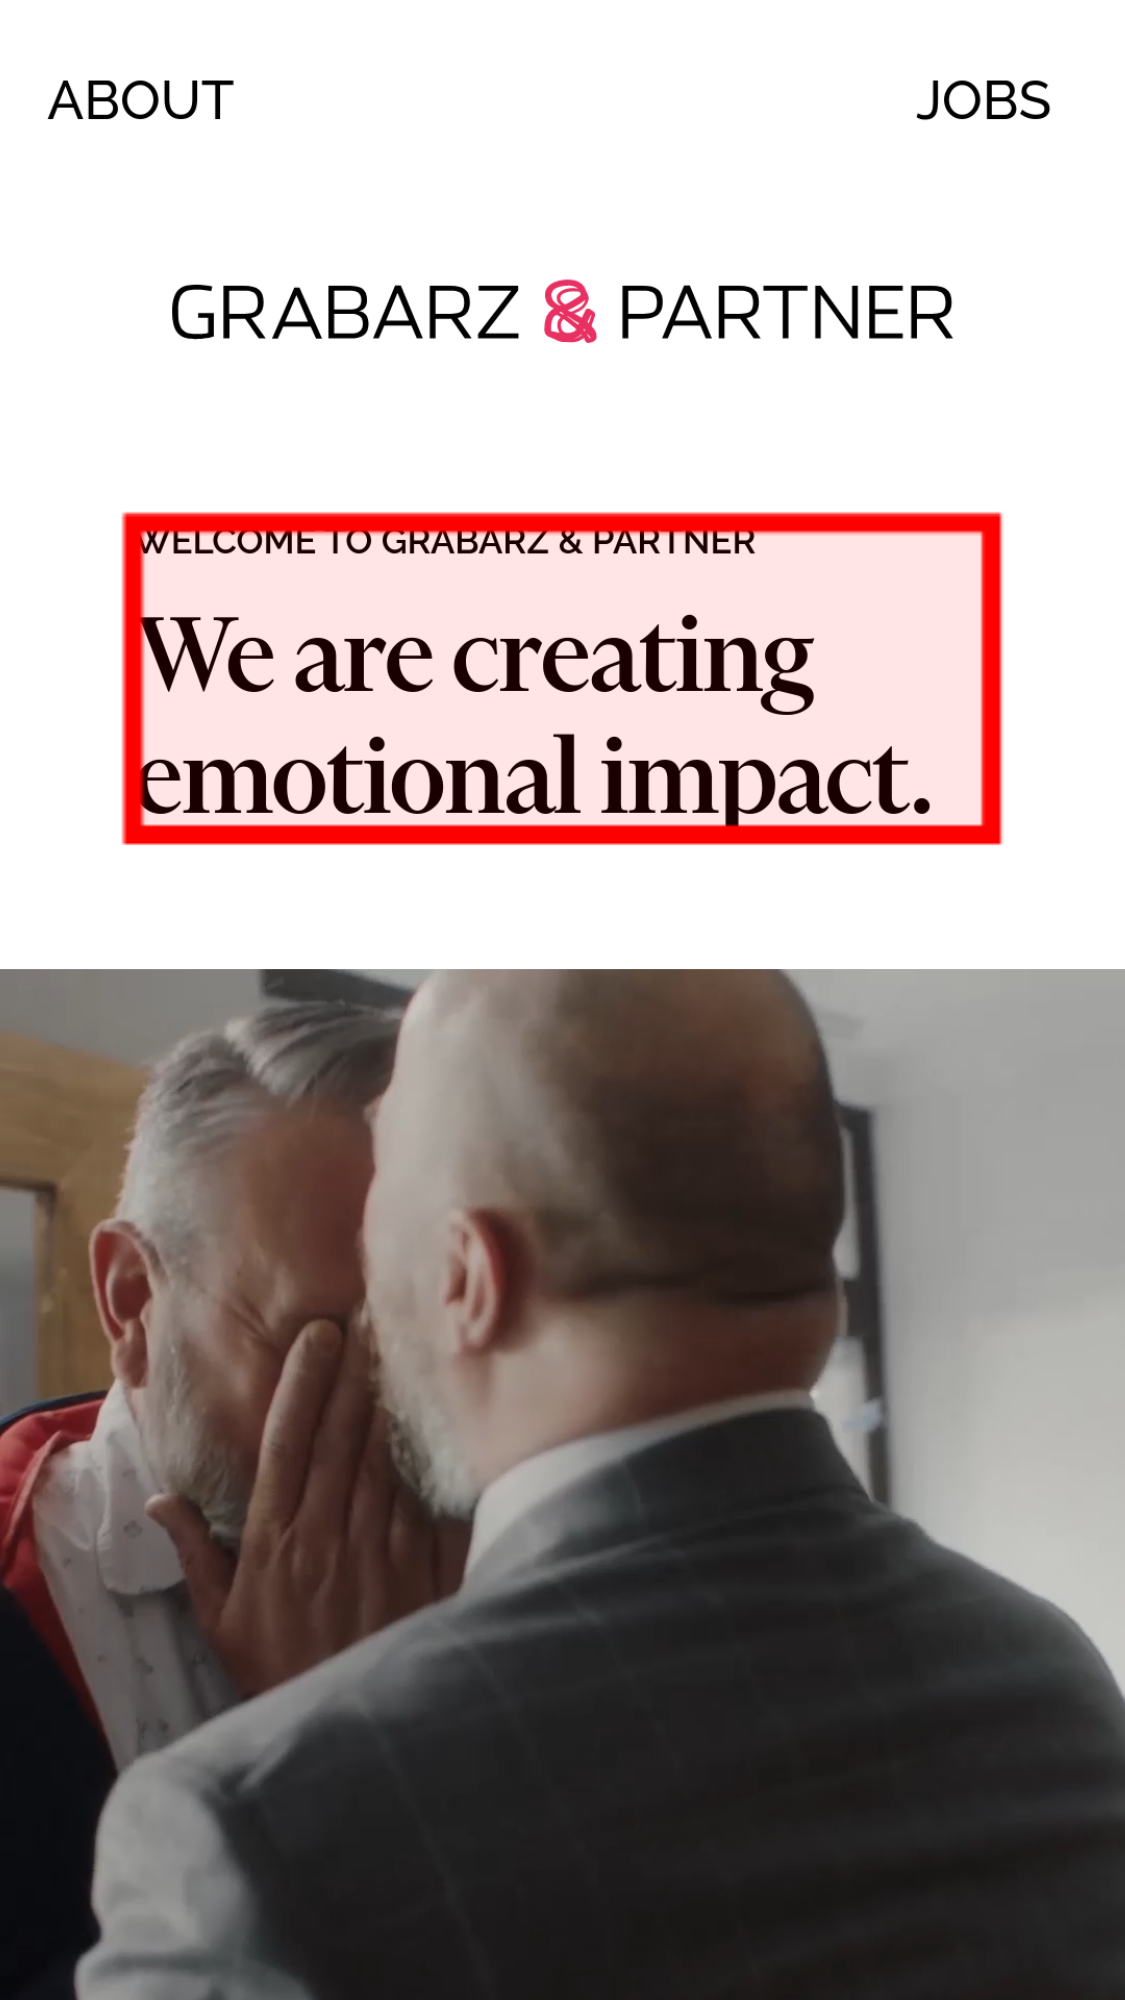 ABOUT
JOBS
GRABARZ & PARTNER
WELCOME TO GRABARZ & PARTNER
We are creating
emotional impact.